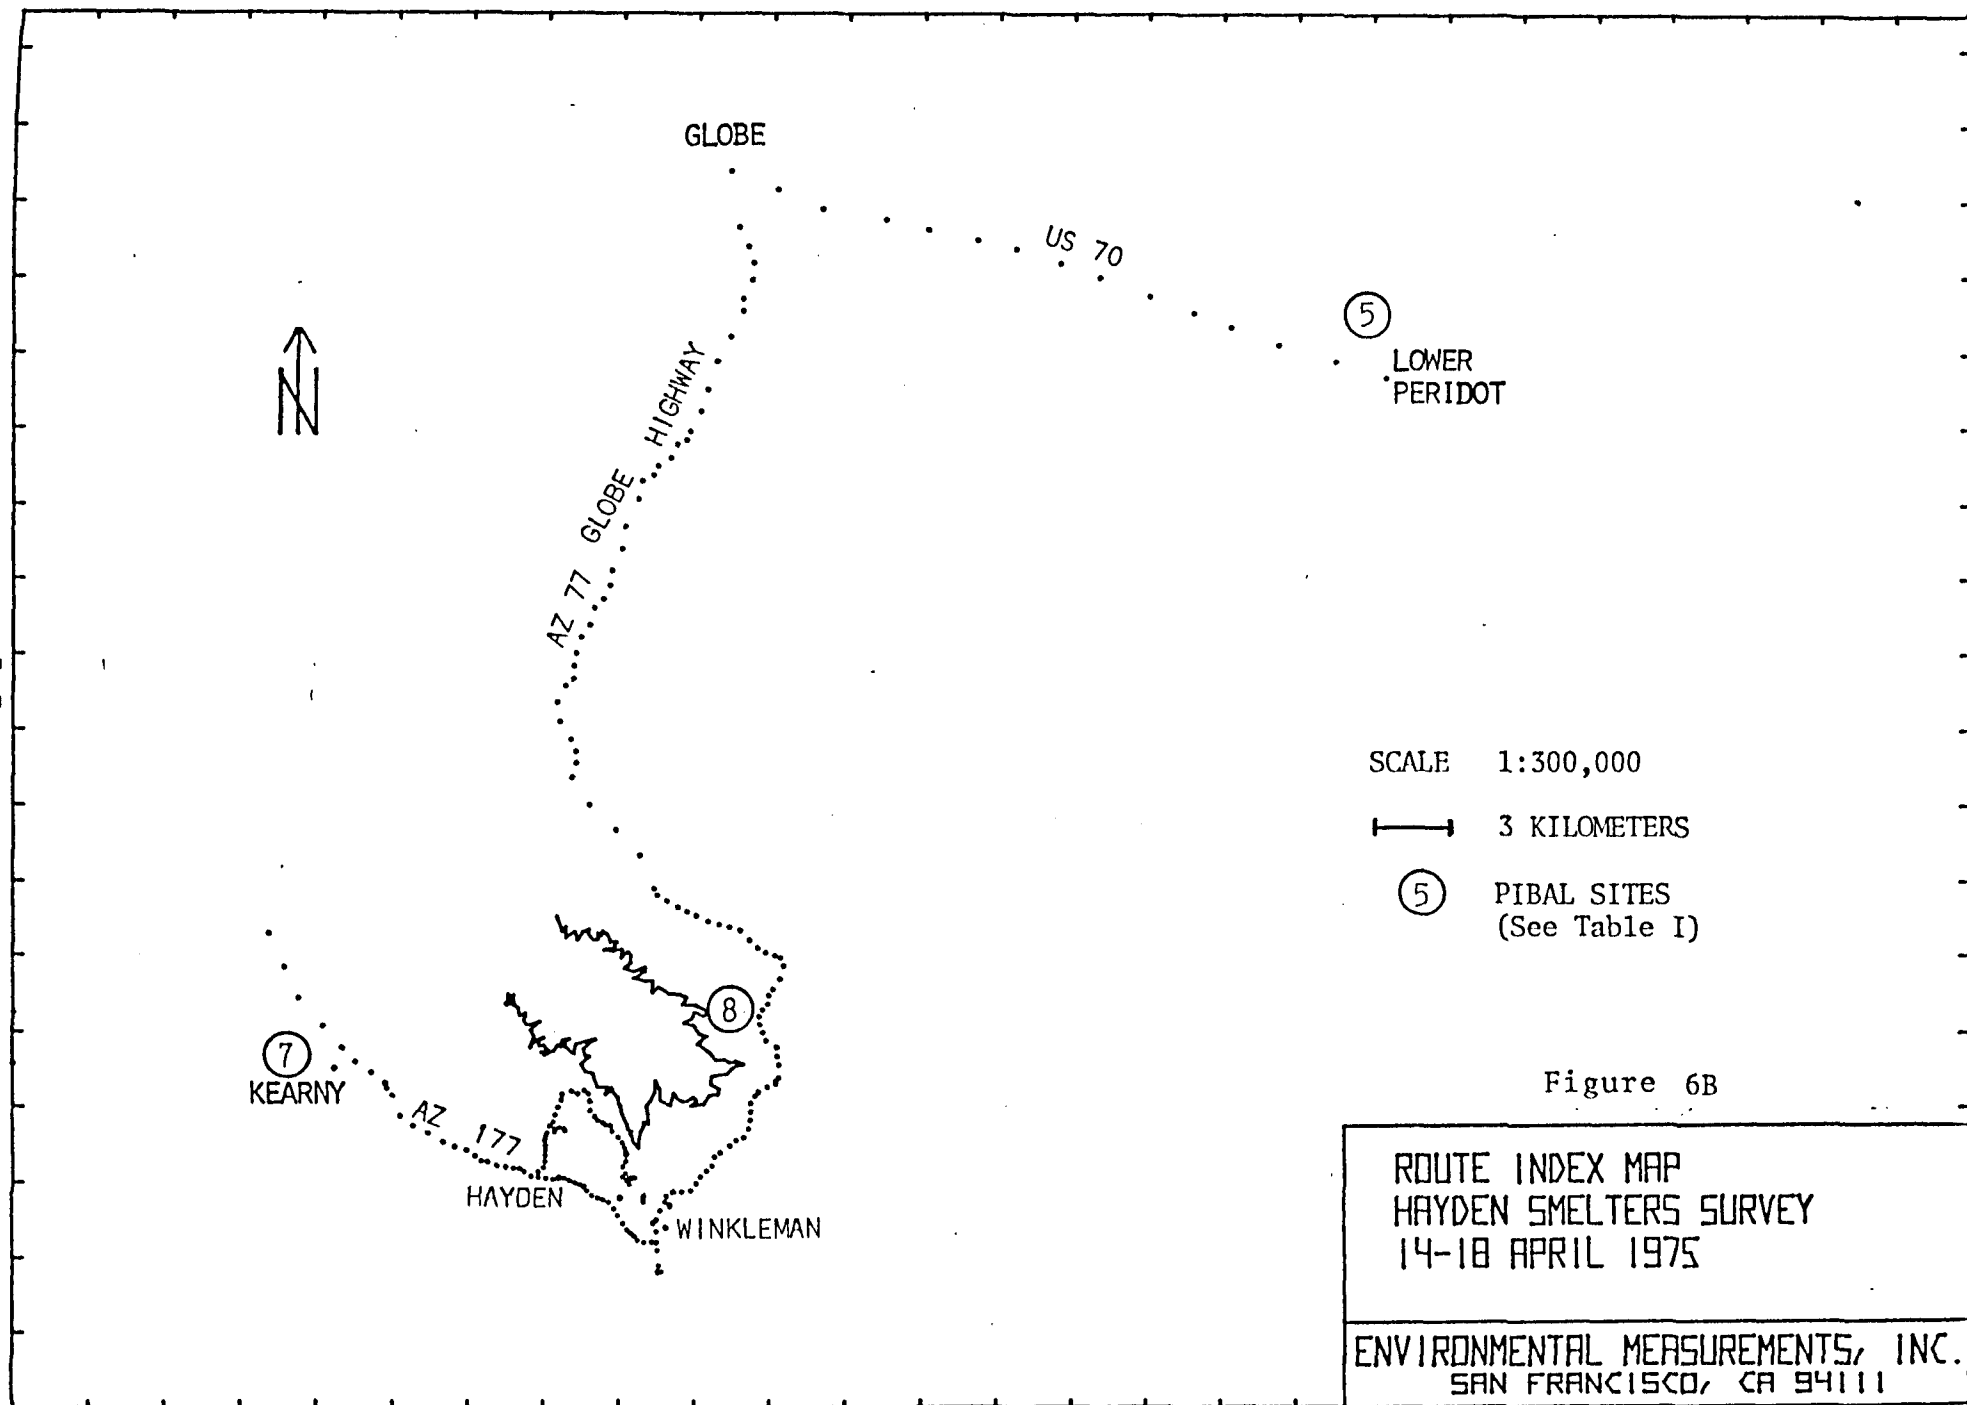 GLOBE
US 70
5
LOWER
PERIDOT
N
AZ 77 GLOBE HIGHWAY
SCALE 1:300,000
3 KILOMETERS
5 PIBAL SITES
(See Table I)
8
7
KEARNY
AZ 177
HAYDEN
WINKLEMAN
Figure 6B
ROUTE INDEX MAP
HAYDEN SMELTERS SURVEY
14-18 APRIL 1975
ENVIRONMENTAL MEASUREMENTS, INC.
SAN FRANCISCO, CA 94111